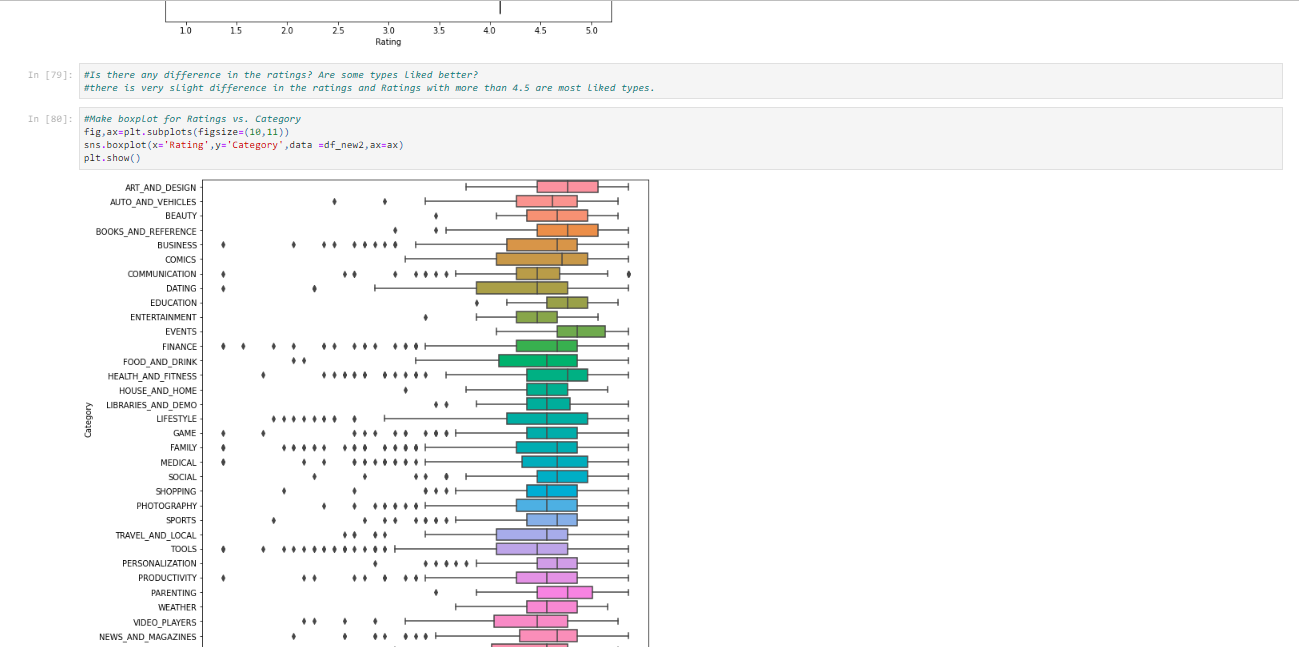 1.0 1.5 2.0 2.5 3.0 3.5 4.0 4.5 5.0
Rating
In [79]: #Is there any difference in the ratings? Are some types liked better?
#there is very slight difference in the ratings and Ratings with more than 4.5 are most liked types.
In [80]: #Make boxplot for Ratings vs. Category
fig,ax=plt.subplots(figsize=(10,11))
sns.boxplot(x='Rating',y='Category',data =df_new2,ax=ax)
plt.show()
Category
ART_AND_DESIGN
AUTO_AND_VEHICLES
BEAUTY
BOOKS_AND_REFERENCE
BUSINESS
COMICS
COMMUNICATION
DATING
EDUCATION
ENTERTAINMENT
EVENTS
FINANCE
FOOD_AND_DRINK
HEALTH_AND_FITNESS
HOUSE_AND_HOME
LIBRARIES_AND_DEMO
LIFESTYLE
GAME
FAMILY
MEDICAL
SOCIAL
SHOPPING
PHOTOGRAPHY
SPORTS
TRAVEL_AND_LOCAL
TOOLS
PERSONALIZATION
PRODUCTIVITY
PARENTING
WEATHER
VIDEO_PLAYERS
NEWS_AND_MAGAZINES